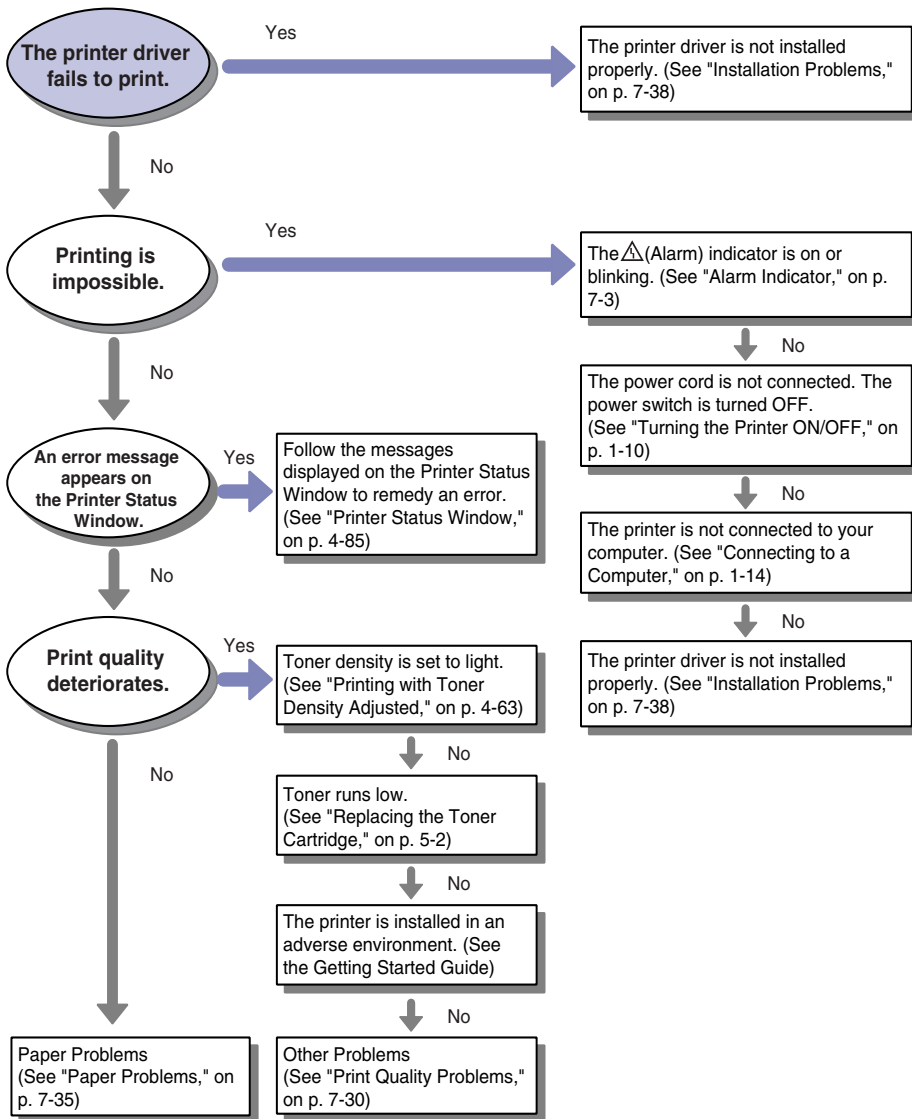 The printer driver
fails to print.
Yes
The printer driver is not installed
properly. (See "Installation Problems,"
on p. 7-38)
No
Printing is
impossible.
Yes
The ⚠(Alarm) indicator is on or
blinking. (See "Alarm Indicator," on p.
7-3)
No
The power cord is not connected. The
power switch is turned OFF.
(See "Turning the Printer ON/OFF," on
p. 1-10)
No
The printer is not connected to your
computer. (See "Connecting to a
Computer," on p. 1-14)
No
The printer driver is not installed
properly. (See "Installation Problems,"
on p. 7-38)
No
An error message
appears on
the Printer Status
Window.
Yes
Follow the messages
displayed on the Printer Status
Window to remedy an error.
(See "Printer Status Window,"
on p. 4-85)
No
Print quality
deteriorates.
Yes
Toner density is set to light.
(See "Printing with Toner
Density Adjusted," on p. 4-63)
No
Toner runs low.
(See "Replacing the Toner
Cartridge," on p. 5-2)
No
The printer is installed in an
adverse environment. (See
the Getting Started Guide)
No
Other Problems
(See "Print Quality Problems,"
on p. 7-30)
No
Paper Problems
(See "Paper Problems," on
p. 7-35)